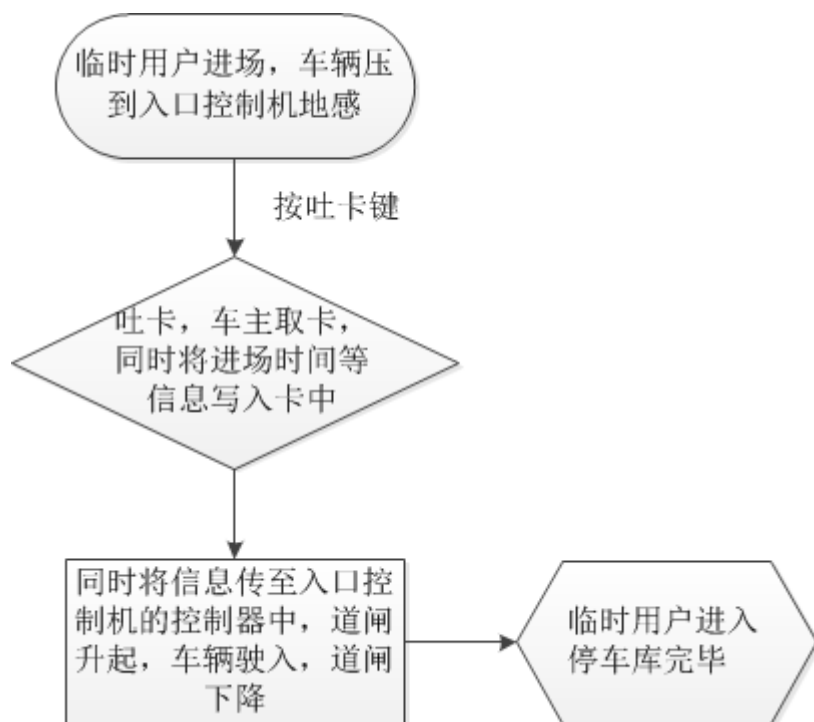 临时用户进场，车辆压
到入口控制机地感
按吐卡键
吐卡，车主取卡，
同时将进场时间等
信息写入卡中
同时将信息传至入口控
制机的控制器中，道闸
升起，车辆驶入，道闸
下降
临时用户进入
停车库完毕